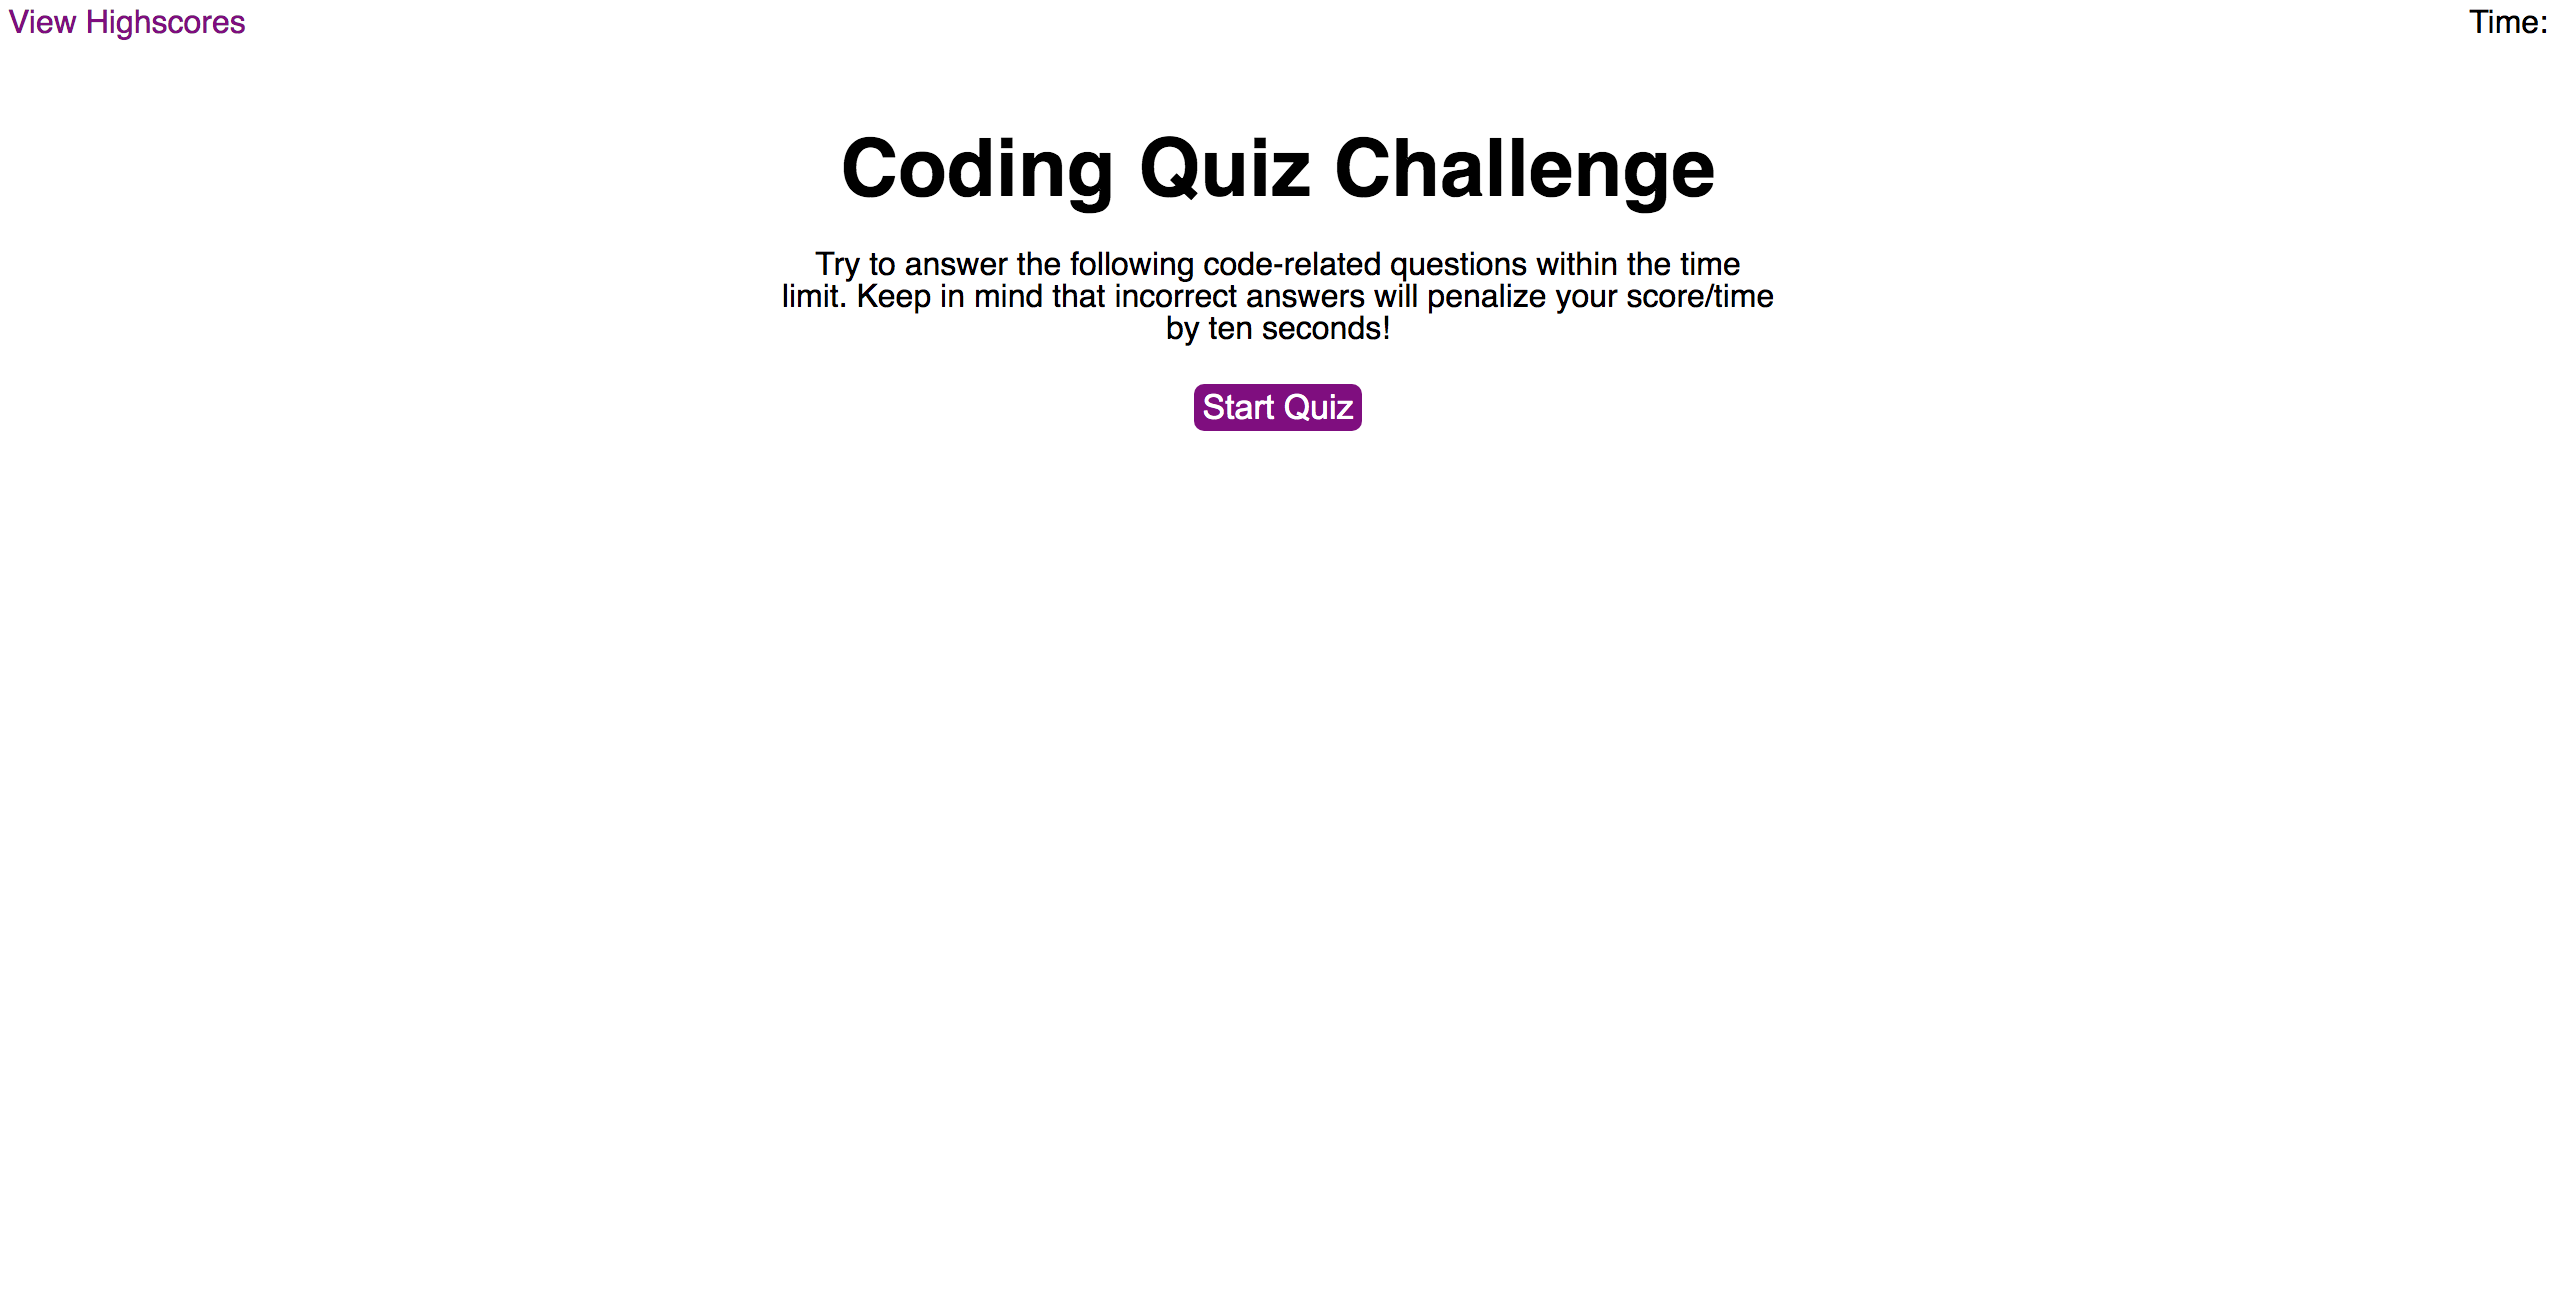 View Highscores
Time:
Coding Quiz Challenge
Try to answer the following code-related questions within the time
limit. Keep in mind that incorrect answers will penalize your score/time
by ten seconds!
Start Quiz